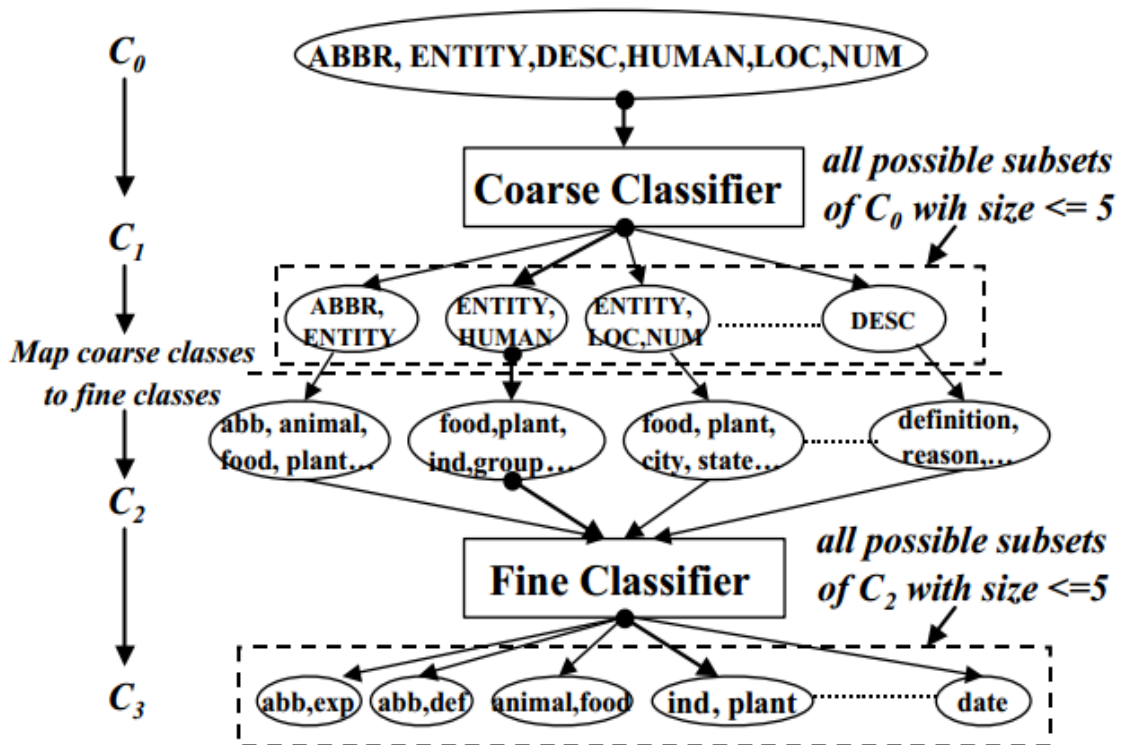 C0
ABBR, ENTITY,DESC,HUMAN,LOC,NUM
Coarse Classifier
all possible subsets
of C0 wih size <= 5
C1
ABBR,
ENTITY
ENTITY,
HUMAN
ENTITY,
LOC,NUM
DESC
Map coarse classes
to fine classes
abb, animal,
food, plant…
food,plant,
ind,group…
food, plant,
city, state…
definition,
reason,…
C2
Fine Classifier
all possible subsets
of C2 with size <=5
C3
abb,exp
abb,def
animal,food
ind, plant
date